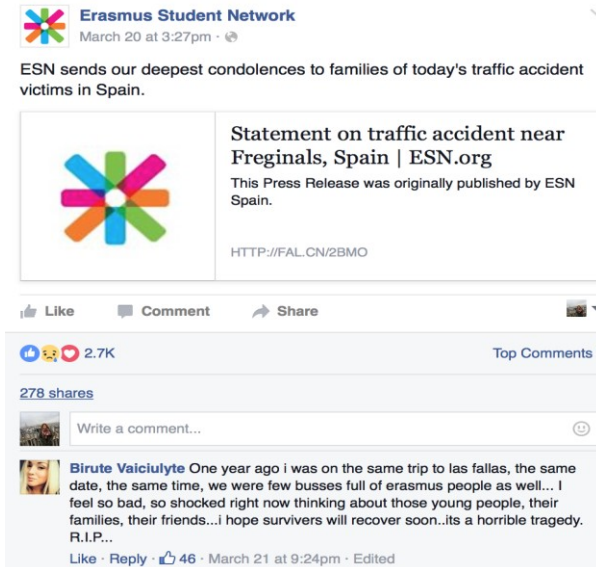 Erasmus Student Network
March 20 at 3:27pm ·
ESN sends our deepest condolences to families of today's traffic accident
victims in Spain.
Statement on traffic accident near
Freginals, Spain | ESN.org
This Press Release was originally published by ESN
Spain.
HTTP://FAL.CN/2BMO
Like Comment Share
2.7K Top Comments
278 shares
Write a comment...
Birute Vaiciulyte One year ago i was on the same trip to las fallas, the same
date, the same time, we were few busses full of erasmus people as well... I
feel so bad, so shocked right now thinking about those young people, their
families, their friends...i hope survivers will recover soon..its a horrible tragedy.
R.I.P...
Like · Reply · 46 · March 21 at 9:24pm · Edited